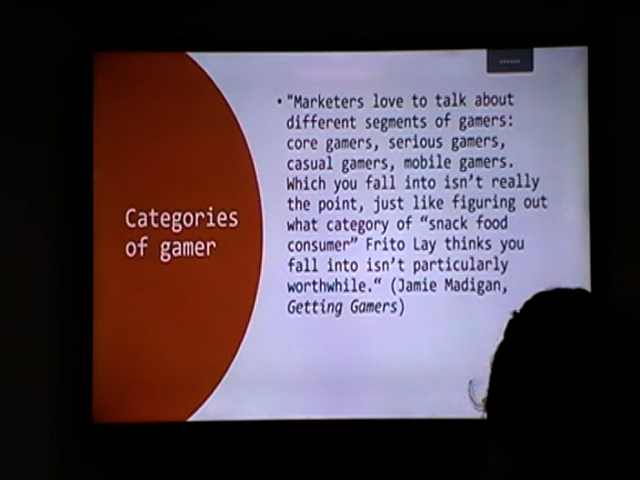 Categories
of gamer
• "Marketers love to talk about
different segments of gamers:
core gamers, serious gamers,
casual gamers, mobile gamers.
Which you fall into isn't really
the point, just like figuring out
what category of “snack food
consumer” Frito Lay thinks you
fall into isn't particularly
worthwhile.“ (Jamie Madigan,
Getting Gamers)